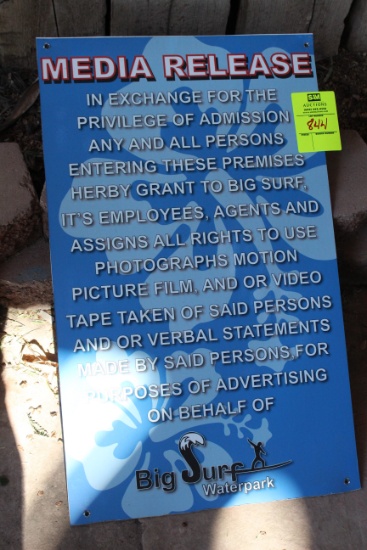 MEDIA RELEASE
IN EXCHANGE FOR THE
PRIVILEGE OF ADMISSION
ANY AND ALL PERSONS
ENTERING THESE PREMISES
HERBY GRANT TO BIG SURF,
IT'S EMPLOYEES, AGENTS AND
ASSIGNS ALL RIGHTS TO USE
PHOTOGRAPHS MOTION
PICTURE FILM, AND OR VIDEO
TAPE TAKEN OF SAID PERSONS
AND OR VERBAL STATEMENTS
MADE BY SAID PERSONS FOR
PURPOSES OF ADVERTISING
ON BEHALF OF
Big Surf
Waterpark
AUCTIONS
844